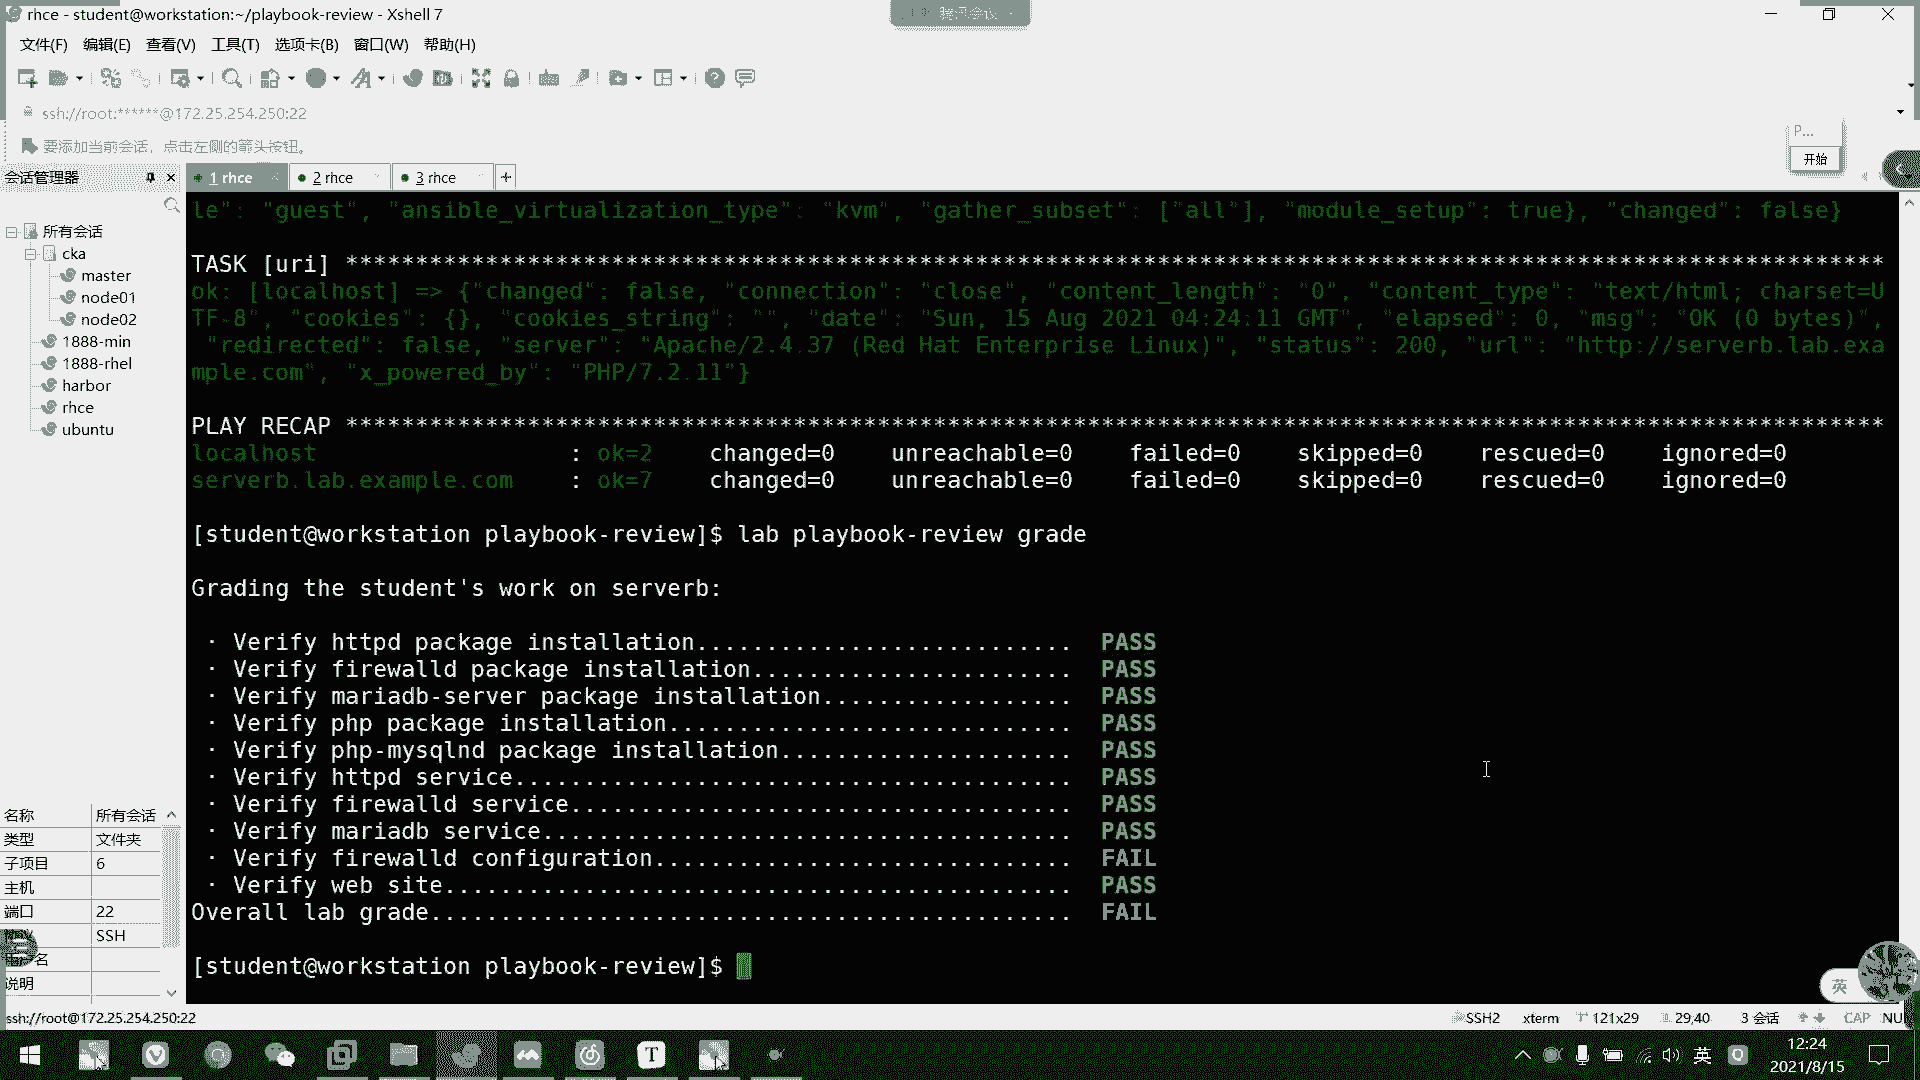 rhce - student@workstation:~/playbook-review - Xshell 7
腾讯会议
文件(F) 编辑(E) 查看(V) 工具(T) 选项卡(B) 窗口(W) 帮助(H)
ssh://root:******@172.25.254.250:22
要添加当前会话，点击左侧的箭头按钮。
P...
开始
会话管理器
1 rhce
2 rhce
3 rhce
+
所有会话
cka
master
node01
node02
1888-min
1888-rhel
harbor
rhce
ubuntu
le": "guest", "ansible_virtualization_type": "kvm", "gather_subset": ["all"], "module_setup": true}, "changed": false}
TASK [uri] **************************************************************************************************************
ok: [localhost] => {"changed": false, "connection": "close", "content_length": "0", "content_type": "text/html; charset=U
TF-8", "cookies": {}, "cookies_string": "", "date": "Sun, 15 Aug 2021 04:24:11 GMT", "elapsed": 0, "msg": "OK (0 bytes)",
"redirected": false, "server": "Apache/2.4.37 (Red Hat Enterprise Linux)", "status": 200, "url": "http://serverb.lab.exa
mple.com", "x_powered_by": "PHP/7.2.11"}
PLAY RECAP **************************************************************************************************************
localhost : ok=2 changed=0 unreachable=0 failed=0 skipped=0 rescued=0 ignored=0
serverb.lab.example.com : ok=7 changed=0 unreachable=0 failed=0 skipped=0 rescued=0 ignored=0
[student@workstation playbook-review]$ lab playbook-review grade
Grading the student's work on serverb:
· Verify httpd package installation........................... PASS
· Verify firewalld package installation....................... PASS
· Verify mariadb-server package installation.................. PASS
· Verify php package installation............................. PASS
· Verify php-mysqlnd package installation..................... PASS
· Verify httpd service........................................ PASS
· Verify firewalld service.................................... PASS
· Verify mariadb service...................................... PASS
· Verify firewalld configuration.............................. FAIL
· Verify web site............................................. PASS
Overall lab grade.............................................. FAIL
[student@workstation playbook-review]$
名称 所有会话
类型 文件夹
子项目 6
主机
端口 22
SSH
名
说明
英
ssh://root@172.25.254.250:22
SSH2 xterm 121x29 29,40 3 会话 CAP NU
T
英
12:24
2021/8/15